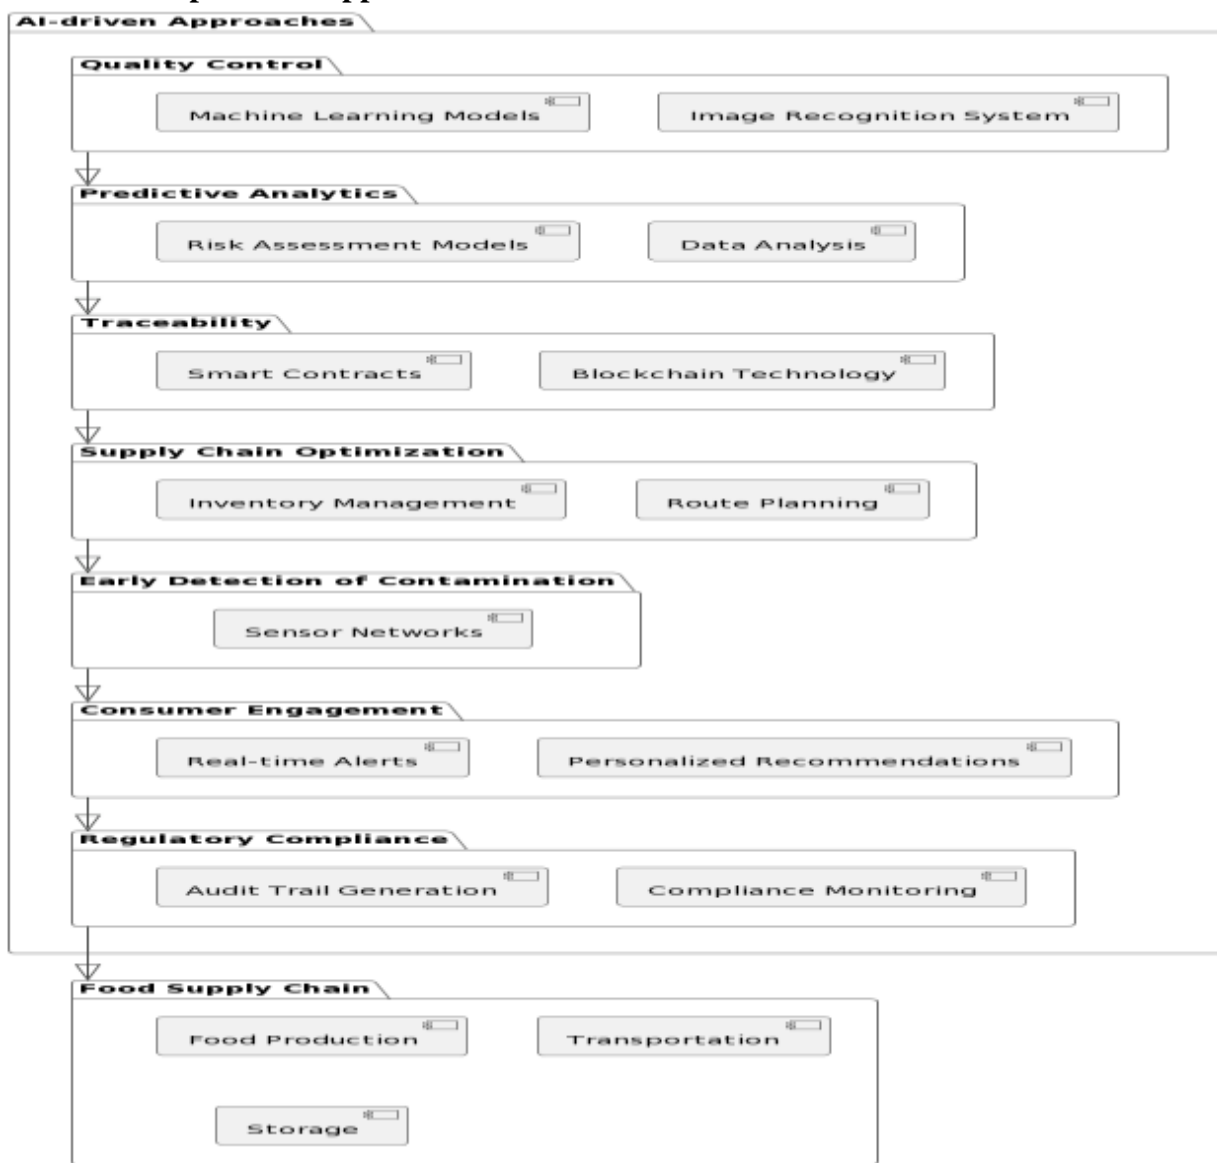 AI-driven Approaches
Quality Control
Machine Learning Models
Image Recognition System
Predictive Analytics
Risk Assessment Models
Data Analysis
Traceability
Smart Contracts
Blockchain Technology
Supply Chain Optimization
Inventory Management
Route Planning
Early Detection of Contamination
Sensor Networks
Consumer Engagement
Real-time Alerts
Personalized Recommendations
Regulatory Compliance
Audit Trail Generation
Compliance Monitoring
Food Supply Chain
Food Production
Transportation
Storage